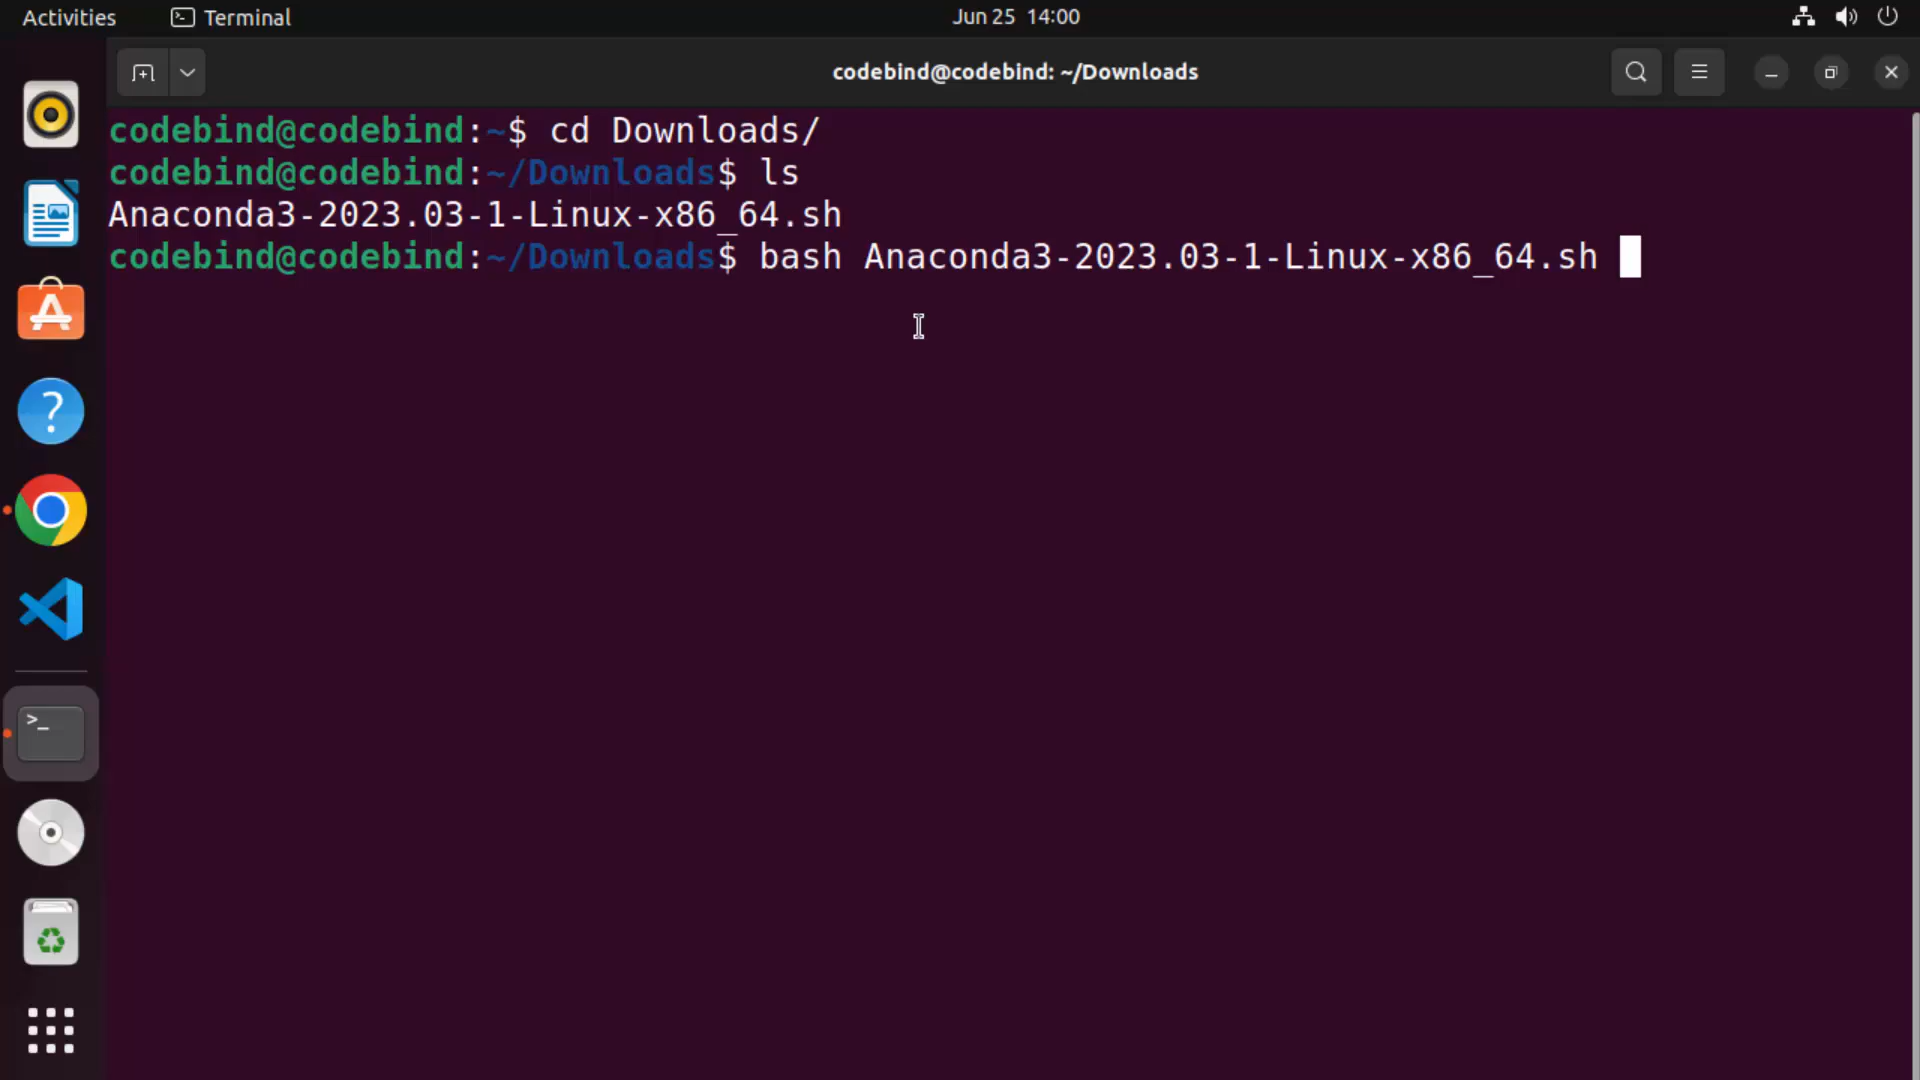 Activities Terminal Jun 25 14:00
codebind@codebind: ~/Downloads
codebind@codebind:~$ cd Downloads/
codebind@codebind:~/Downloads$ ls
Anaconda3-2023.03-1-Linux-x86_64.sh
codebind@codebind:~/Downloads$ bash Anaconda3-2023.03-1-Linux-x86_64.sh